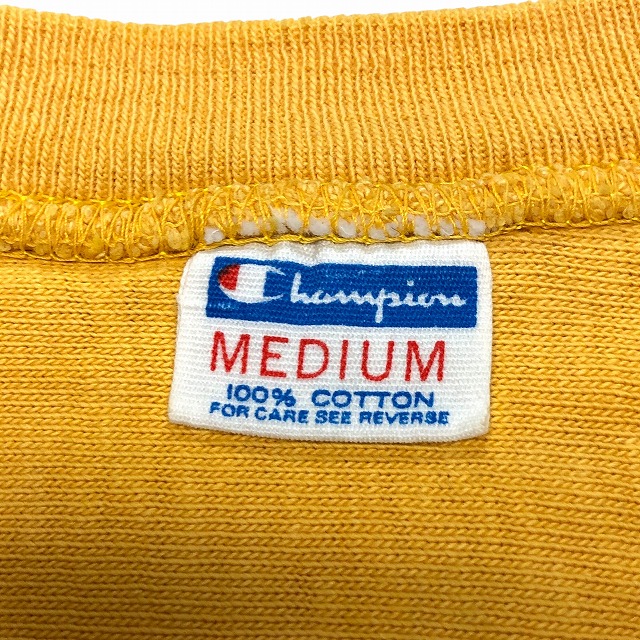 Champion
MEDIUM
100% COTTON
FOR CARE SEE REVERSE